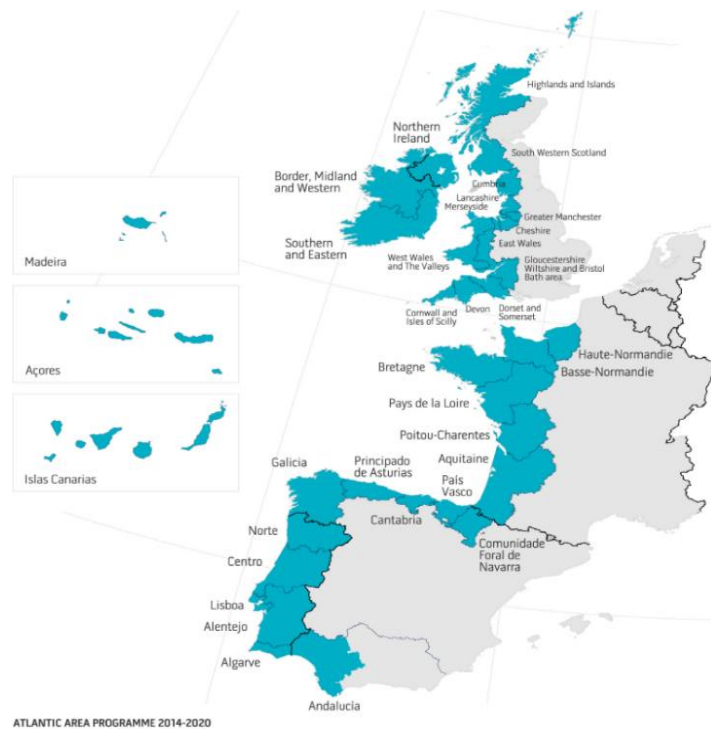 Highlands and Islands
Northern
Ireland
South Western Scotland
Border, Midland
and Western
Cumbria
Lancashire
Merseyside
Greater Manchester
Cheshire
East Wales
Southern
and Eastern
West Wales
and The Valleys
Gloucestershire
Wiltshire and Bristol
Bath area
Cornwall and
Isles of Scilly
Devon
Dorset and
Somerset
Madeira
Açores
Islas Canarias
Haute-Normandie
Basse-Normandie
Bretagne
Pays de la Loire
Poitou-Charentes
Aquitaine
Galicia
Principado
de Asturias
País
Vasco
Cantabria
Comunidade
Foral de
Navarra
Norte
Centro
Lisboa
Alentejo
Algarve
Andalucía
ATLANTIC AREA PROGRAMME 2014-2020